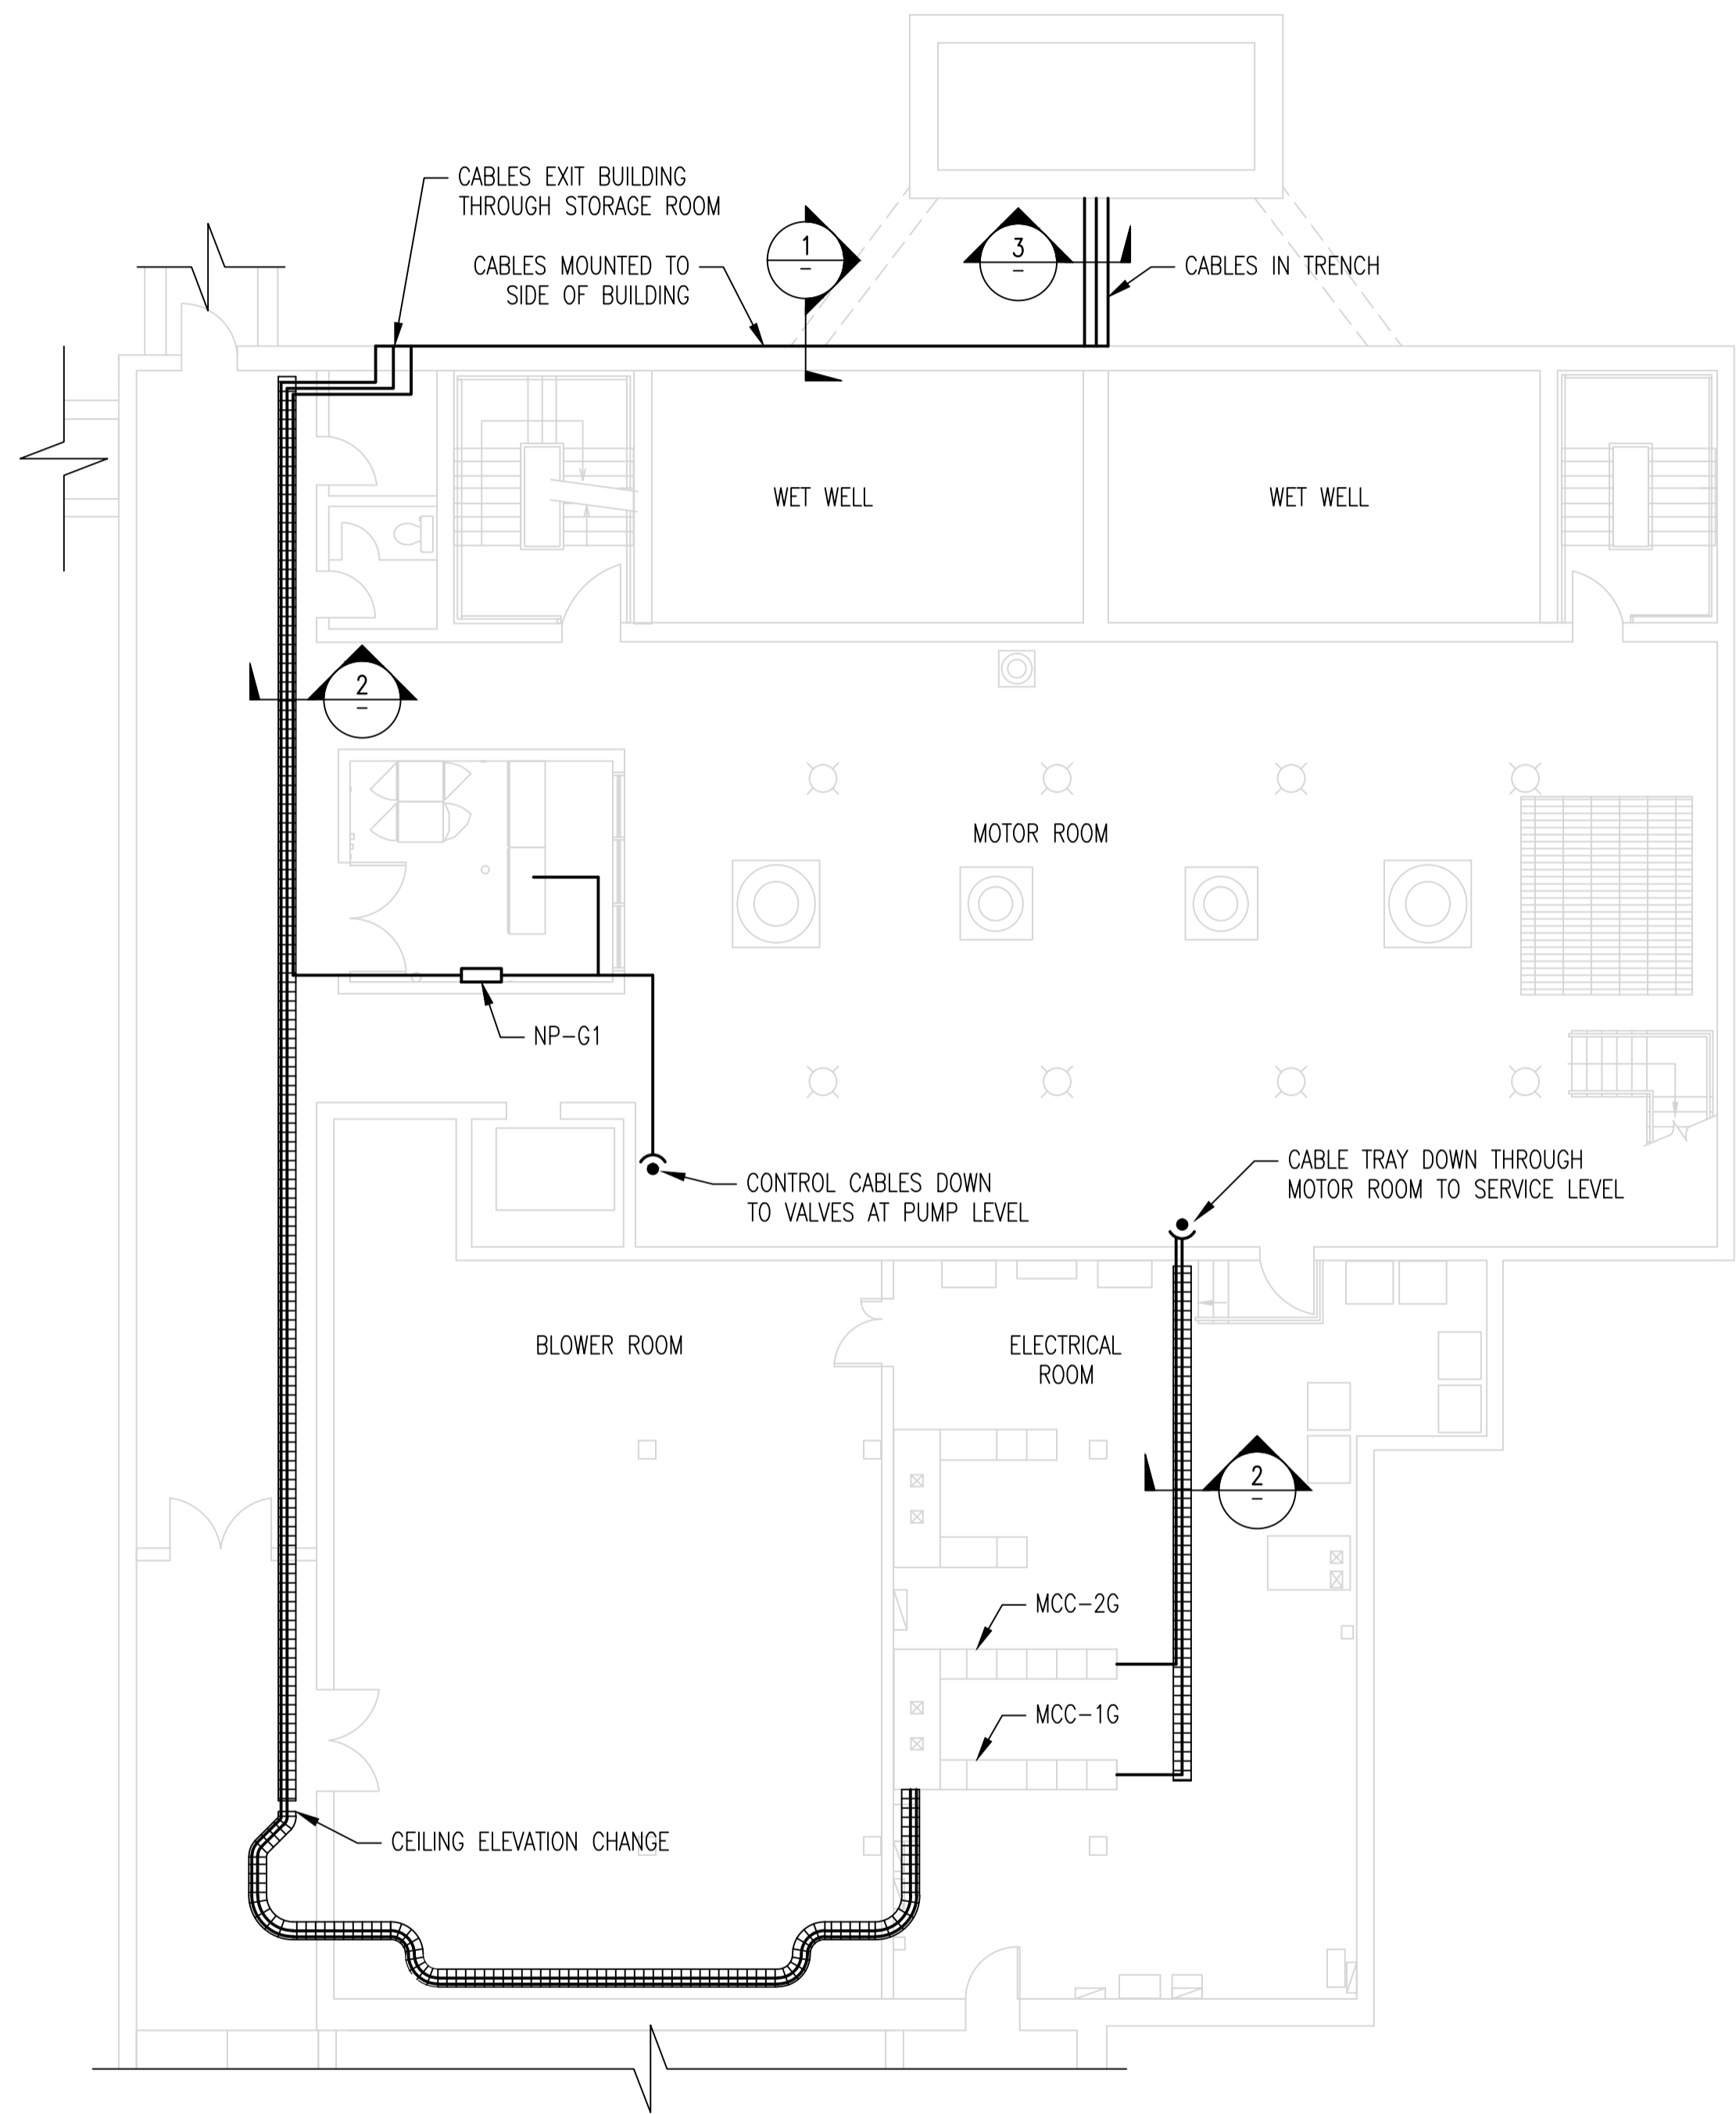 CABLES EXIT BUILDING
THROUGH STORAGE ROOM
1
–
3
–
CABLES MOUNTED TO
SIDE OF BUILDING
CABLES IN TRENCH
WET WELL
WET WELL
2
–
MOTOR ROOM
NP-G1
CONTROL CABLES DOWN
TO VALVES AT PUMP LEVEL
CABLE TRAY DOWN THROUGH
MOTOR ROOM TO SERVICE LEVEL
BLOWER ROOM
ELECTRICAL
ROOM
2
–
MCC-2G
MCC-1G
CEILING ELEVATION CHANGE